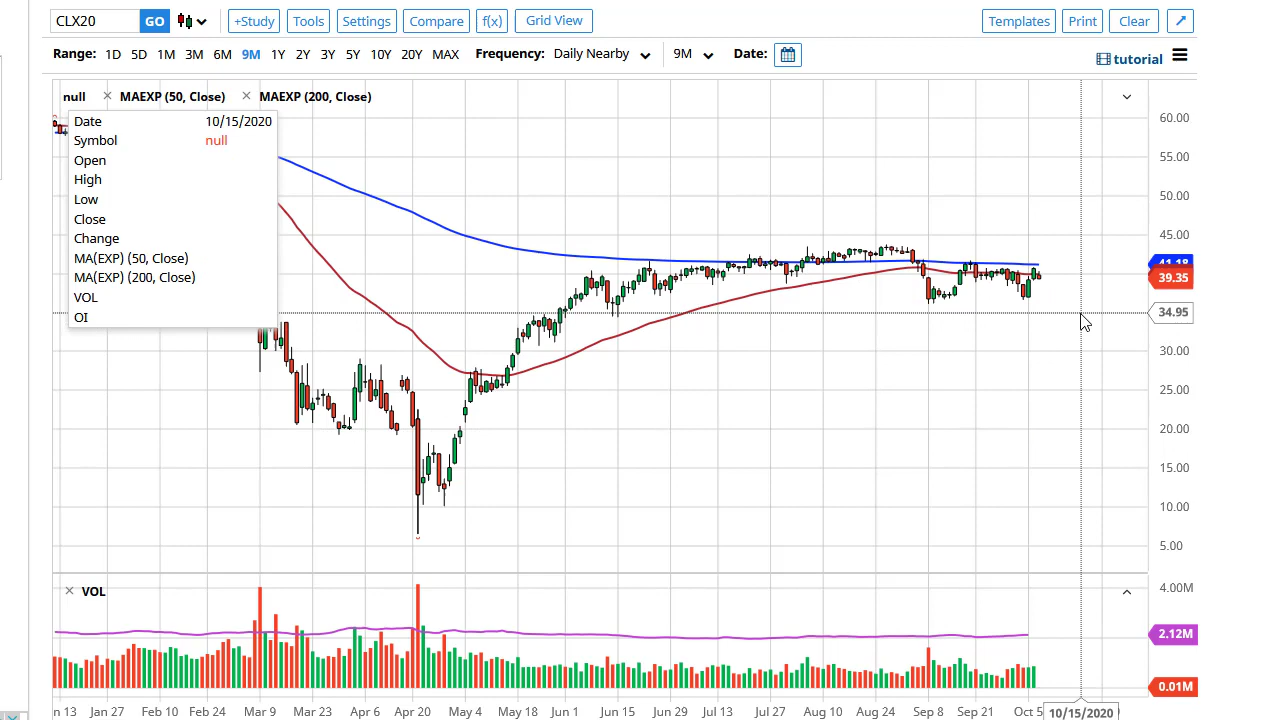 CLX20 GO +Study Tools Settings Compare f(x) Grid View Templates Print Clear
Range: 1D 5D 1M 3M 6M 9M 1Y 2Y 3Y 5Y 10Y 20Y MAX Frequency: Daily Nearby 9M Date: tutorial
null MAEXP (50, Close) MAEXP (200, Close)
Date 10/15/2020
Symbol null
Open
High
Low
Close
Change
MA(EXP) (50, Close)
MA(EXP) (200, Close)
VOL
OI
60.00
55.00
50.00
45.00
41.18
39.35
34.95
30.00
25.00
20.00
15.00
10.00
5.00
VOL
4.00M
2.12M
0.01M
n 13 Jan 27 Feb 10 Feb 24 Mar 9 Mar 23 Apr 6 Apr 20 May 4 May 18 Jun 1 Jun 15 Jun 29 Jul 13 Jul 27 Aug 10 Aug 24 Sep 8 Sep 21 Oct 5 10/15/2020